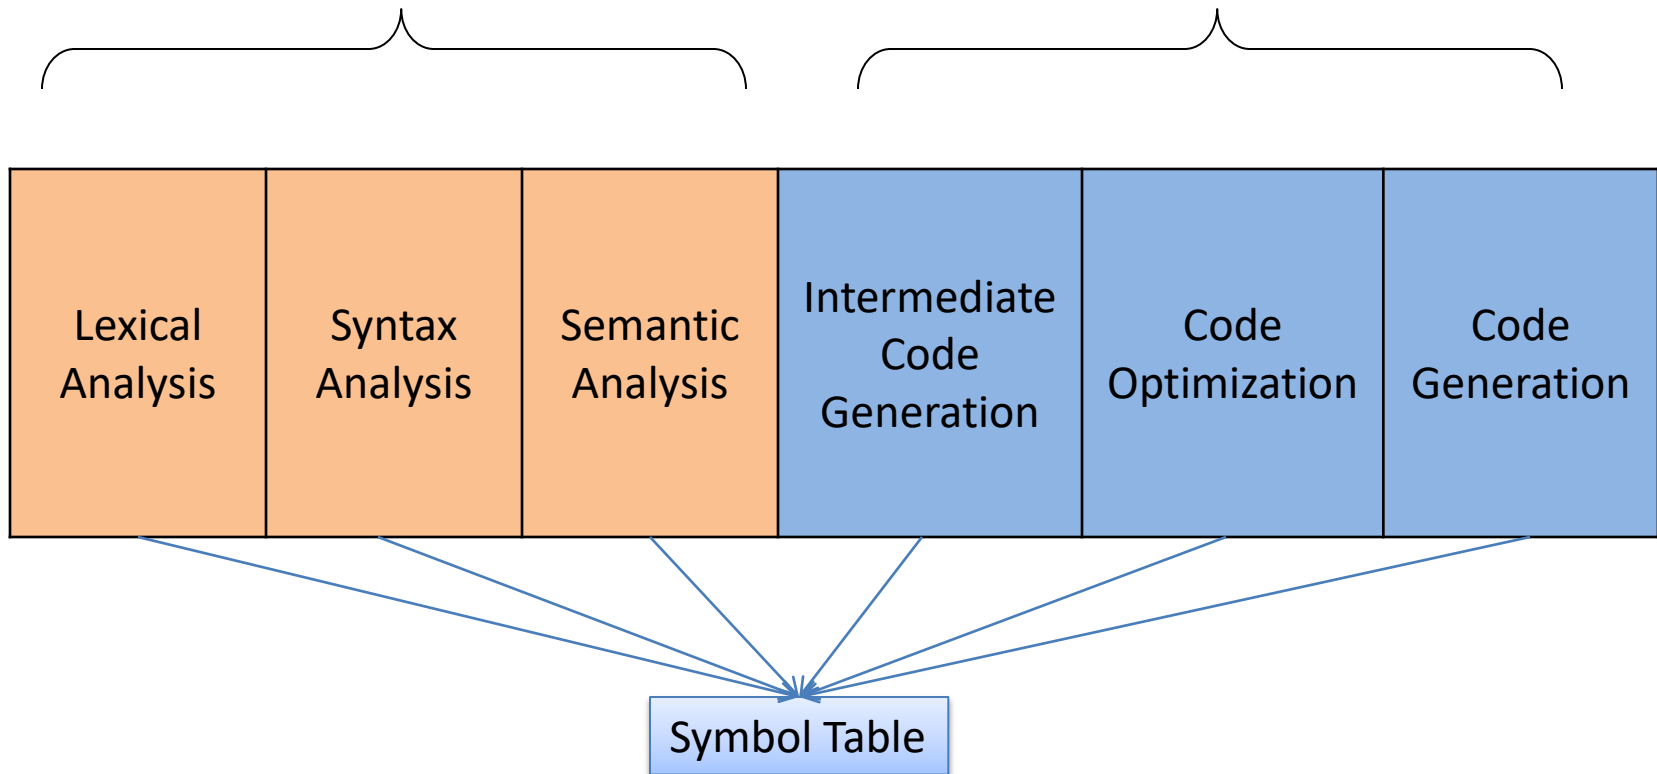 Lexical
Analysis
Syntax
Analysis
Semantic
Analysis
Intermediate
Code
Generation
Code
Optimization
Code
Generation
Symbol Table